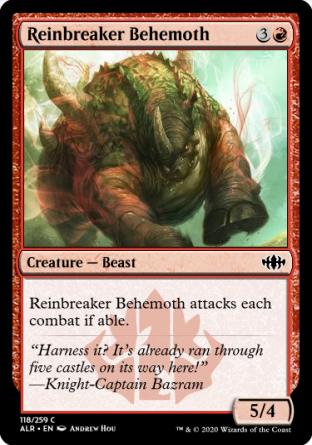 Reinbreaker Behemoth 3
Creature — Beast
Reinbreaker Behemoth attacks each
combat if able.
“Harness it? It’s already ran through
five castles on its way here!”
—Knight-Captain Bazram
5/4
118/259 C
ALR • EN Andrew Hou
™ & © 2020 Wizards of the Coast